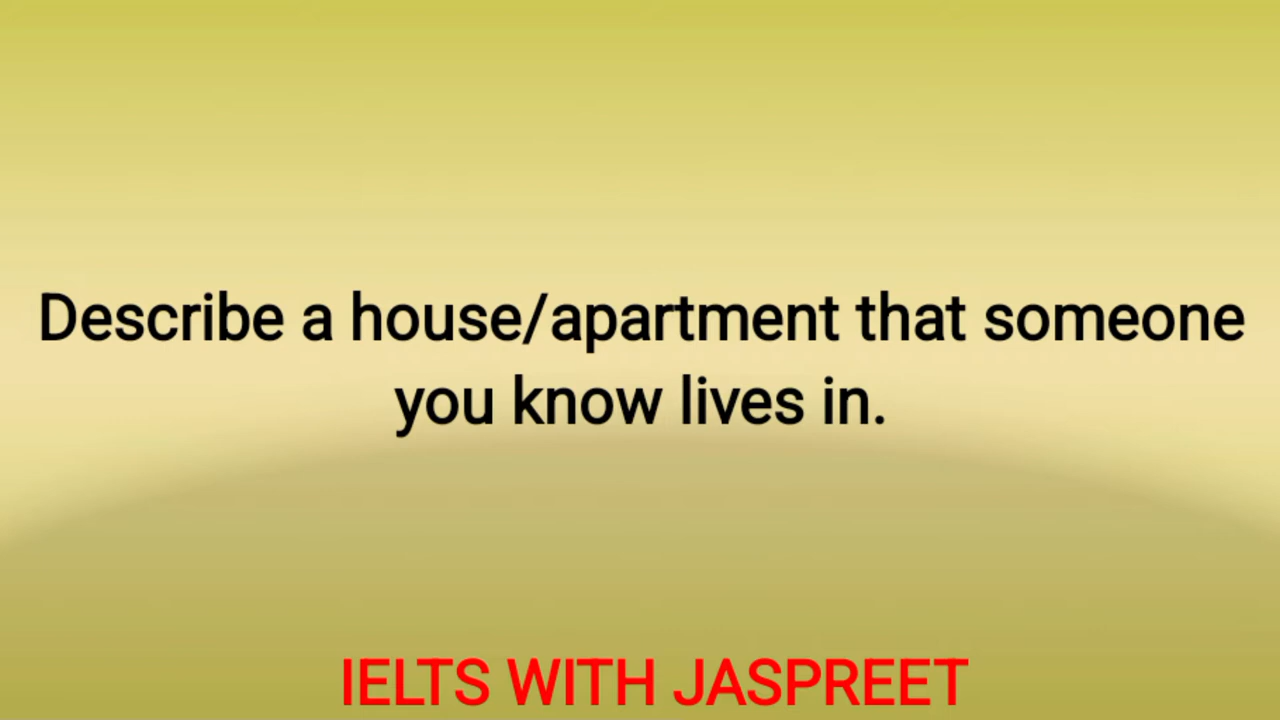 Describe a house/apartment that someone
you know lives in.
IELTS WITH JASPREET